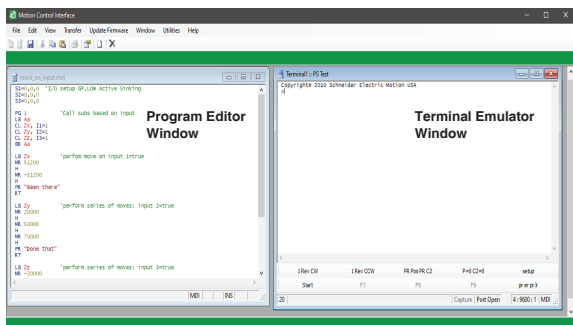 Motion Control Interface
File Edit View Transfer Update Firmware Window Utilities Help
move_on_input.mxt
S1=0,0,0 'I/O setup GP,LOW Active Sinking
S2=0,0,0
S3=0,0,0
PG 1 'Call subs based on input
LB Aa
CL Zx, I1=1
CL Zy, I2=1
CL Zz, I3=1
BR Aa
LB Zx 'perfom move on input 1=true
MR 51200
H
MR -51200
H
PR "Been there"
RT
LB Zy 'perform series of moves: input 2=true
MR 20000
H
MR 50000
H
MR 70000
H
PR "Done that"
RT
LB Zz 'perform series of moves: input 3=true
MR -20000
MDI INS
Program Editor
Window
Terminal1 :: PS Test
Copyright© 2010 Schneider Electric Motion USA
>
Terminal Emulator
Window
1 Rev CW 1 Rev CCW PR Pos PR C2 P=0 C2=0 setup
Start F7 F8 F9 pr er pr lr
20 Capture Port Open 4 : 9600 : 1 MDI